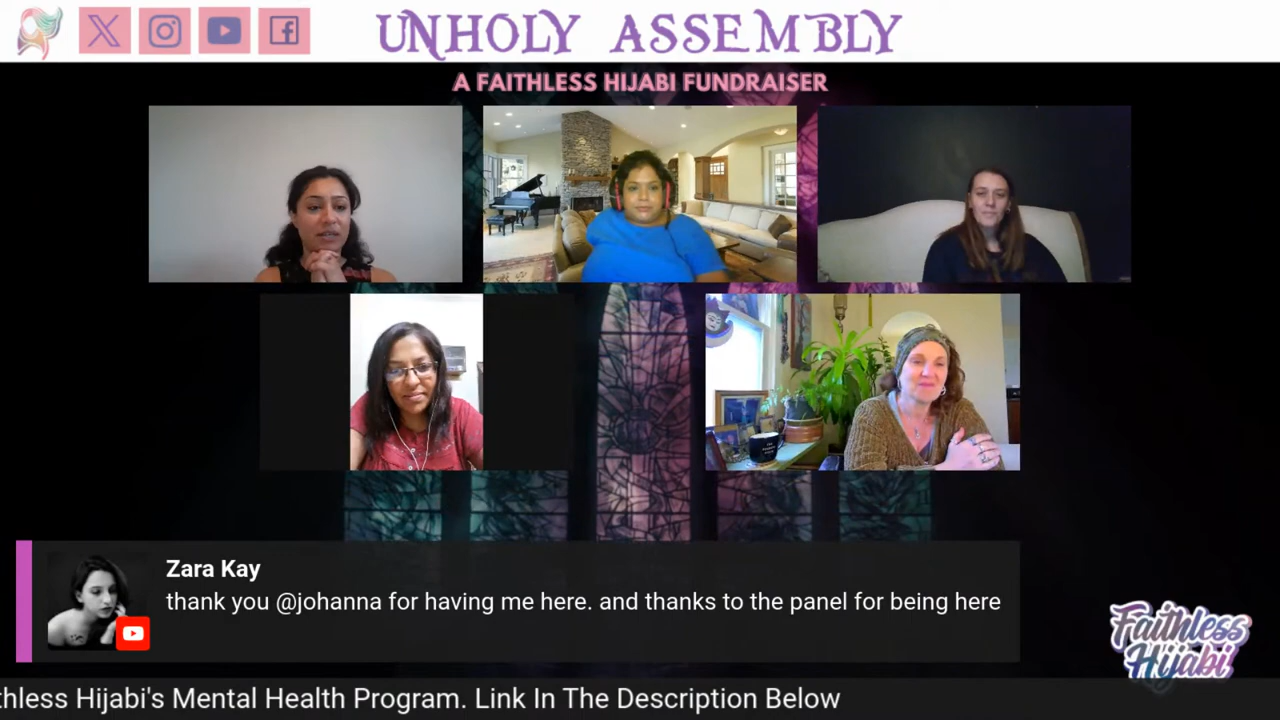 UNHOLY ASSEMBLY
A FAITHLESS HIJABI FUNDRAISER
Zara Kay
thank you @johanna for having me here. and thanks to the panel for being here
Faithless
Hijabi
thless Hijabi's Mental Health Program. Link In The Description Below